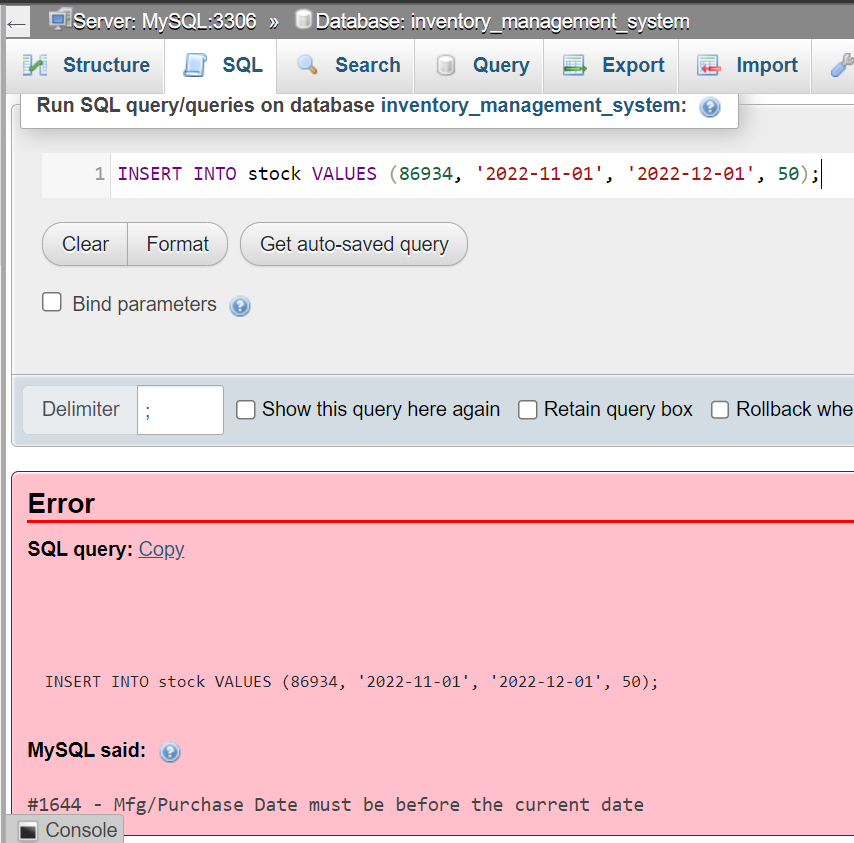 Server: MySQL:3306 » Database: inventory_management_system
Structure SQL Search Query Export Import
Run SQL query/queries on database inventory_management_system:
1 INSERT INTO stock VALUES (86934, '2022-11-01', '2022-12-01', 50);
Clear Format Get auto-saved query
Bind parameters
Delimiter ; Show this query here again Retain query box Rollback whe
Error
SQL query: Copy
INSERT INTO stock VALUES (86934, '2022-11-01', '2022-12-01', 50);
MySQL said:
#1644 - Mfg/Purchase Date must be before the current date
Console